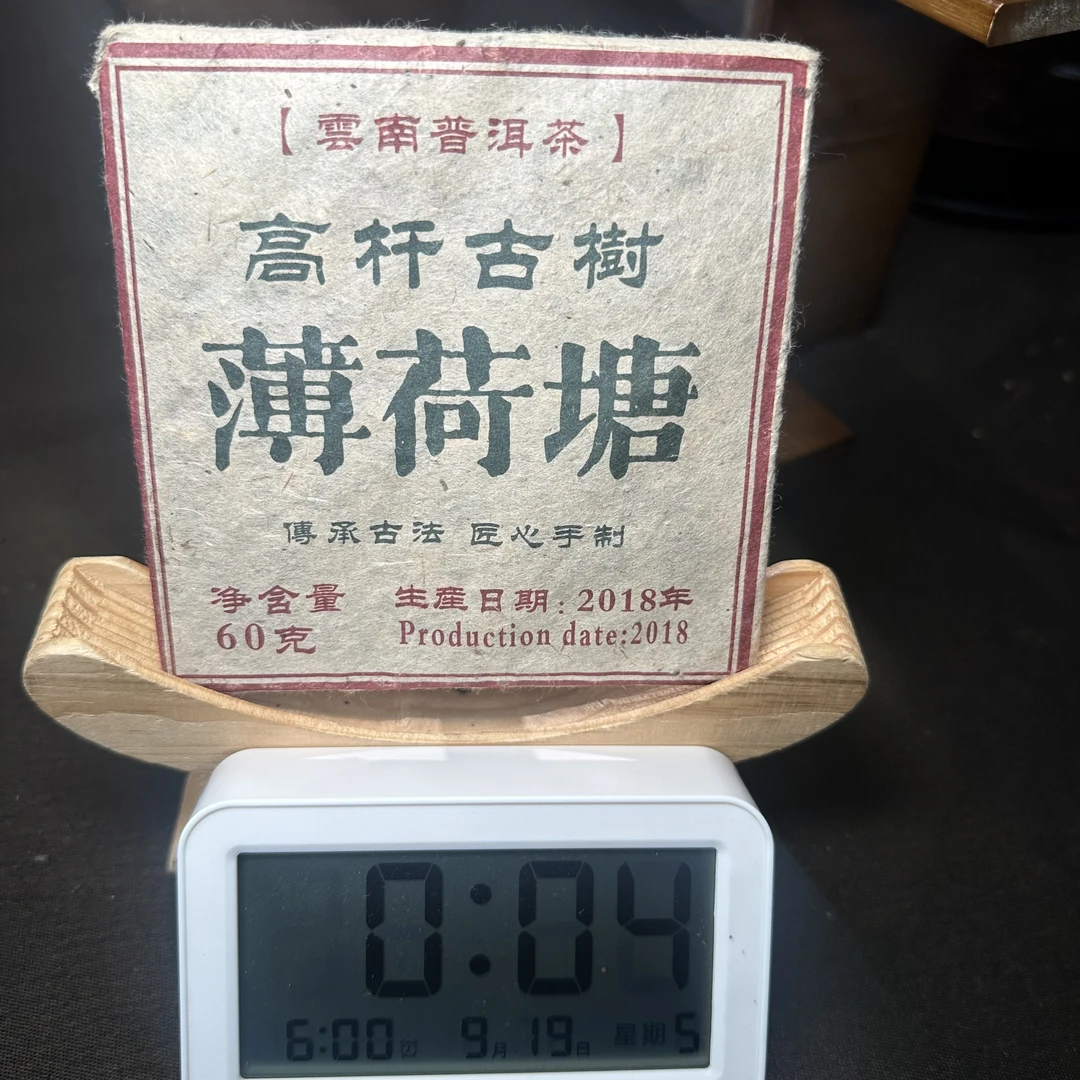 【雲南普洱茶】
高杆古樹
薄荷塘
傳承古法 匠心手制
净含量
60克
生産日期: 2018年
Production date:2018
0:04
6:00
9月19日
星期5